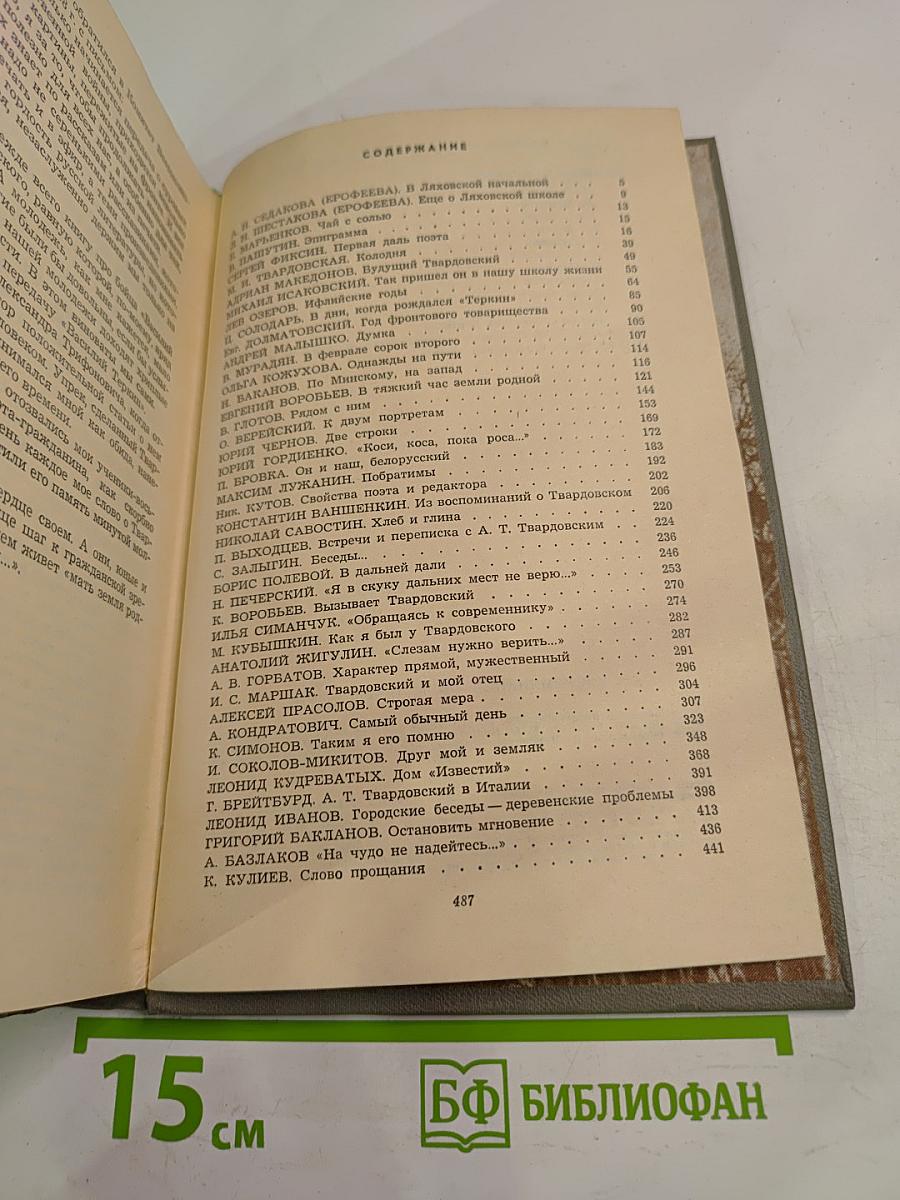 СОДЕРЖАНИЕ
А. И. СЕДАКОВА (ЕРОФЕЕВА). В Ляховской начальной . . . 5
Е. Н. ШЕСТАКОВА (ЕРОФЕЕВА). Еще о Ляховской школе 9
Е. МАРЬЕНКОВ. Чай с солью 13
В. ПАШУТИН. Эпиграмма 15
СЕРГЕЙ ФИКСИН. Первая даль поэта 16
М. И. ТВАРДОВСКАЯ. Колодня 39
АДРИАН МАКЕДОНОВ. Будущий Твардовский 49
МИХАИЛ ИСАКОВСКИЙ. Так пришел он в нашу школу жизни 55
ЛЕВ ОЗЕРОВ. Ифлийские годы 64
Ц. СОЛОДАРЬ. В дни, когда рождался «Теркин» 85
Евг. ДОЛМАТОВСКИЙ. Год фронтового товарищества 90
АНДРЕЙ МАЛЫШКО. Думка 105
В. МУРАДЯН. В феврале сорок второго 107
ОЛЬГА КОЖУХОВА. Однажды на пути 114
Н. БАКАНОВ. По Минскому, на запад 116
ЕВГЕНИЙ ВОРОБЬЕВ. В тяжкий час земли родной 121
В. ГЛОТОВ. Рядом с ним 144
О. ВЕРЕЙСКИЙ. К двум портретам 153
ЮРИЙ ЧЕРНОВ. Две строки 169
ЮРИЙ ГОРДИЕНКО. «Коси, коса, пока роса...» 172
П. БРОВКА. Он и наш, белорусский 183
МАКСИМ ЛУЖАНИН. Побратимы 192
Ник. КУТОВ. Свойства поэта и редактора 202
КОНСТАНТИН ВАНШЕНКИН. Из воспоминаний о Твардовском 206
НИКОЛАЙ САВОСТИН. Хлеб и глина 220
П. ВЫХОДЦЕВ. Встречи и переписка с А. Т. Твардовским 224
С. ЗАЛЫГИН. Беседы... 236
БОРИС ПОЛЕВОЙ. В дальней дали 246
Н. ПЕЧЕРСКИЙ. «Я в скуку дальних мест не верю...» 253
К. ВОРОБЬЕВ. Вызывает Твардовский 270
ИЛЬЯ СИМАНЧУК. «Обращаясь к современнику» 274
М. КУБЫШКИН. Как я был у Твардовского 282
АНАТОЛИЙ ЖИГУЛИН. «Слезам нужно верить...» 287
А. В. ГОРБАТОВ. Характер прямой, мужественный 291
И. С. МАРШАК. Твардовский и мой отец 296
АЛЕКСЕЙ ПРАСОЛОВ. Строгая мера 304
А. КОНДРАТОВИЧ. Самый обычный день 307
К. СИМОНОВ. Таким я его помню 323
И. СОКОЛОВ-МИКИТОВ. Друг мой и земляк 348
ЛЕОНИД КУДРЕВАТЫХ. Дом «Известий» 368
Г. БРЕЙТБУРД. А. Т. Твардовский в Италии 391
ЛЕОНИД ИВАНОВ. Городские беседы — деревенские проблемы 398
ГРИГОРИЙ БАКЛАНОВ. Остановить мгновение 413
А. БАЗЛАКОВ «На чудо не надейтесь...» 436
К. КУЛИЕВ. Слово прощания 441
487
15 см
БФ БИБЛИОФАН